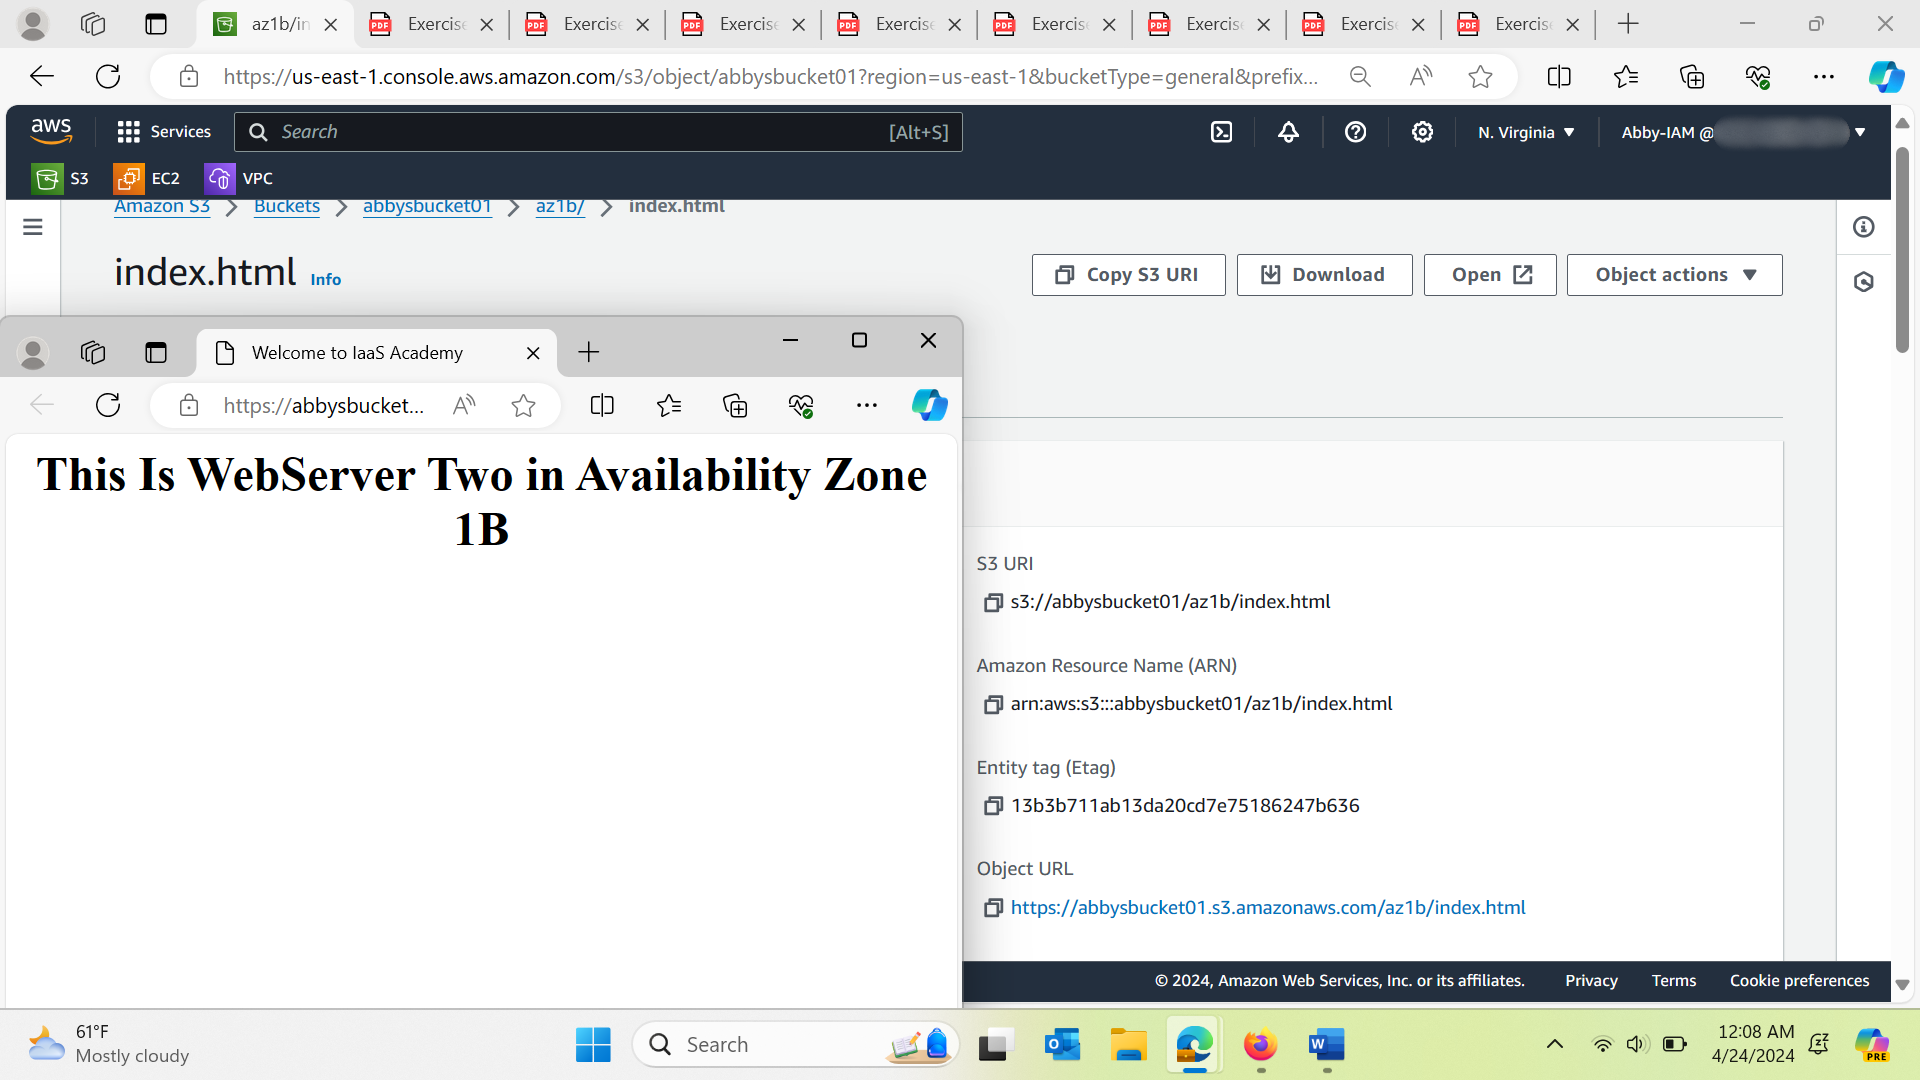 az1b/in
Exercise
Exercise
Exercise
Exercise
Exercise
Exercise
Exercise
Exercise
https://us-east-1.console.aws.amazon.com/s3/object/abbysbucket01?region=us-east-1&bucketType=general&prefix...
aws
Services
Search
[Alt+S]
N. Virginia
Abby-IAM @
S3
EC2
VPC
Amazon S3
Buckets
abbysbucket01
az1b/
index.html
index.html
Info
Copy S3 URI
Download
Open
Object actions
Welcome to IaaS Academy
https://abbysbucket...
This Is WebServer Two in Availability Zone
1B
S3 URI
s3://abbysbucket01/az1b/index.html
Amazon Resource Name (ARN)
arn:aws:s3:::abbysbucket01/az1b/index.html
Entity tag (Etag)
13b3b711ab13da20cd7e75186247b636
Object URL
https://abbysbucket01.s3.amazonaws.com/az1b/index.html
© 2024, Amazon Web Services, Inc. or its affiliates.
Privacy
Terms
Cookie preferences
61°F
Mostly cloudy
Search
12:08 AM
4/24/2024
PRE